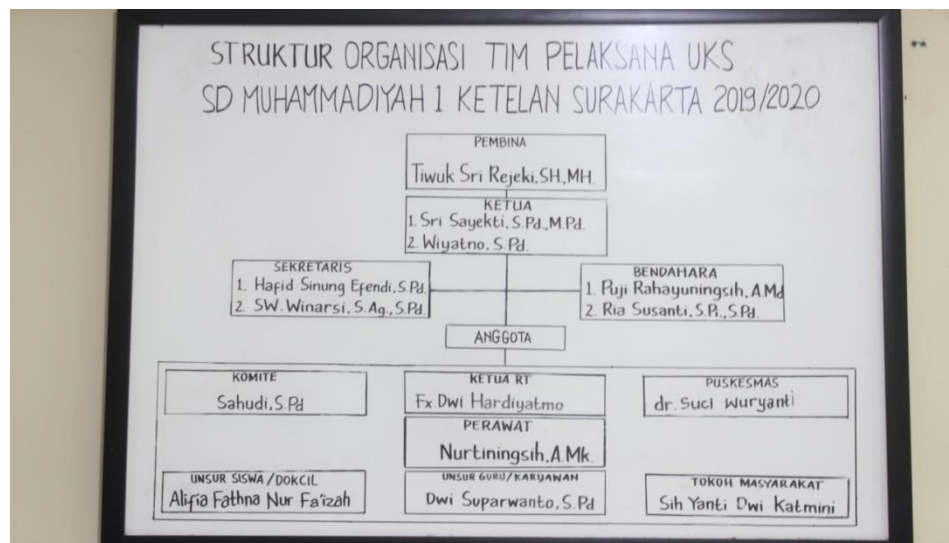 STRUKTUR ORGANISASI TIM PELAKSANA UKS
SD MUHAMMADIYAH 1 KETELAN SURAKARTA 2019/2020
PEMBINA
Tiwuk Sri Rejeki, SH., MH.
KETUA
1. Sri Sayekti, S.Pd., M.Pd.
2. Wiyatno, S.Pd.
SEKRETARIS
1. Hafid Sinung Efendi, S.Pd.
2. SW. Winarsi, S.Ag., S.Pd.
BENDAHARA
1. Puji Rahayuningsih, A.Md
2. Ria Susanti, S.Pi., S.Pd.
ANGGOTA
KOMITE
Sahudi, S.Pd
KETUA RT
Fx. Dwi Hardiyatmo
PUSKESMAS
dr. Suci Wuryanti
PERAWAT
Nurtiningsih, A.Mk.
UNSUR SISWA / DOKCIL
Alifia Fathna Nur Fa'izah
UNSUR GURU/KARYAWAN
Dwi Suparwanto, S.Pd
TOKOH MASYARAKAT
Sih Yanti Dwi Katmini